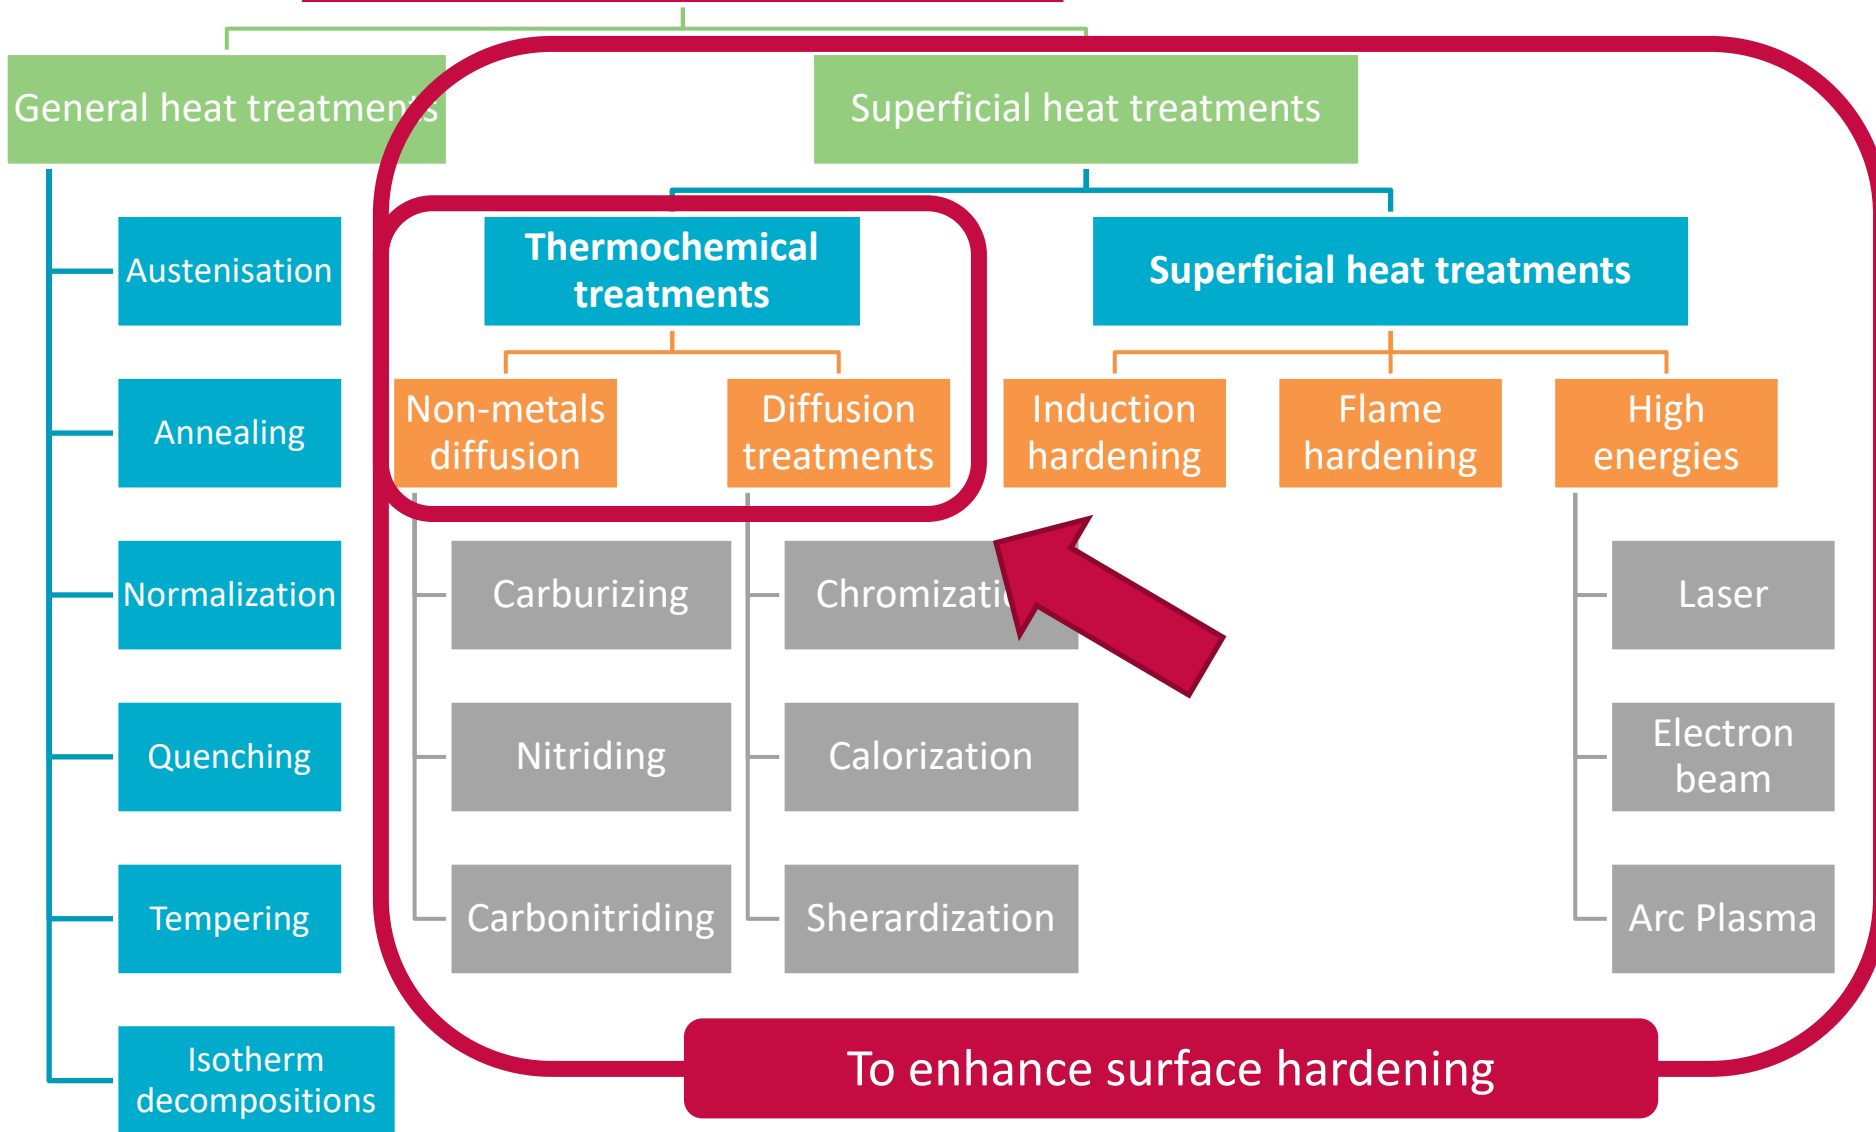 General heat treatments
Superficial heat treatments
Austenisation
Annealing
Normalization
Quenching
Tempering
Isotherm
decompositions
Thermochemical
treatments
Non-metals
diffusion
Carburizing
Nitriding
Carbonitriding
Diffusion
treatments
Calorization
Sherardization
Superficial heat treatments
Induction
hardening
Flame
hardening
High
energies
Laser
Electron
beam
Arc Plasma
To enhance surface hardening